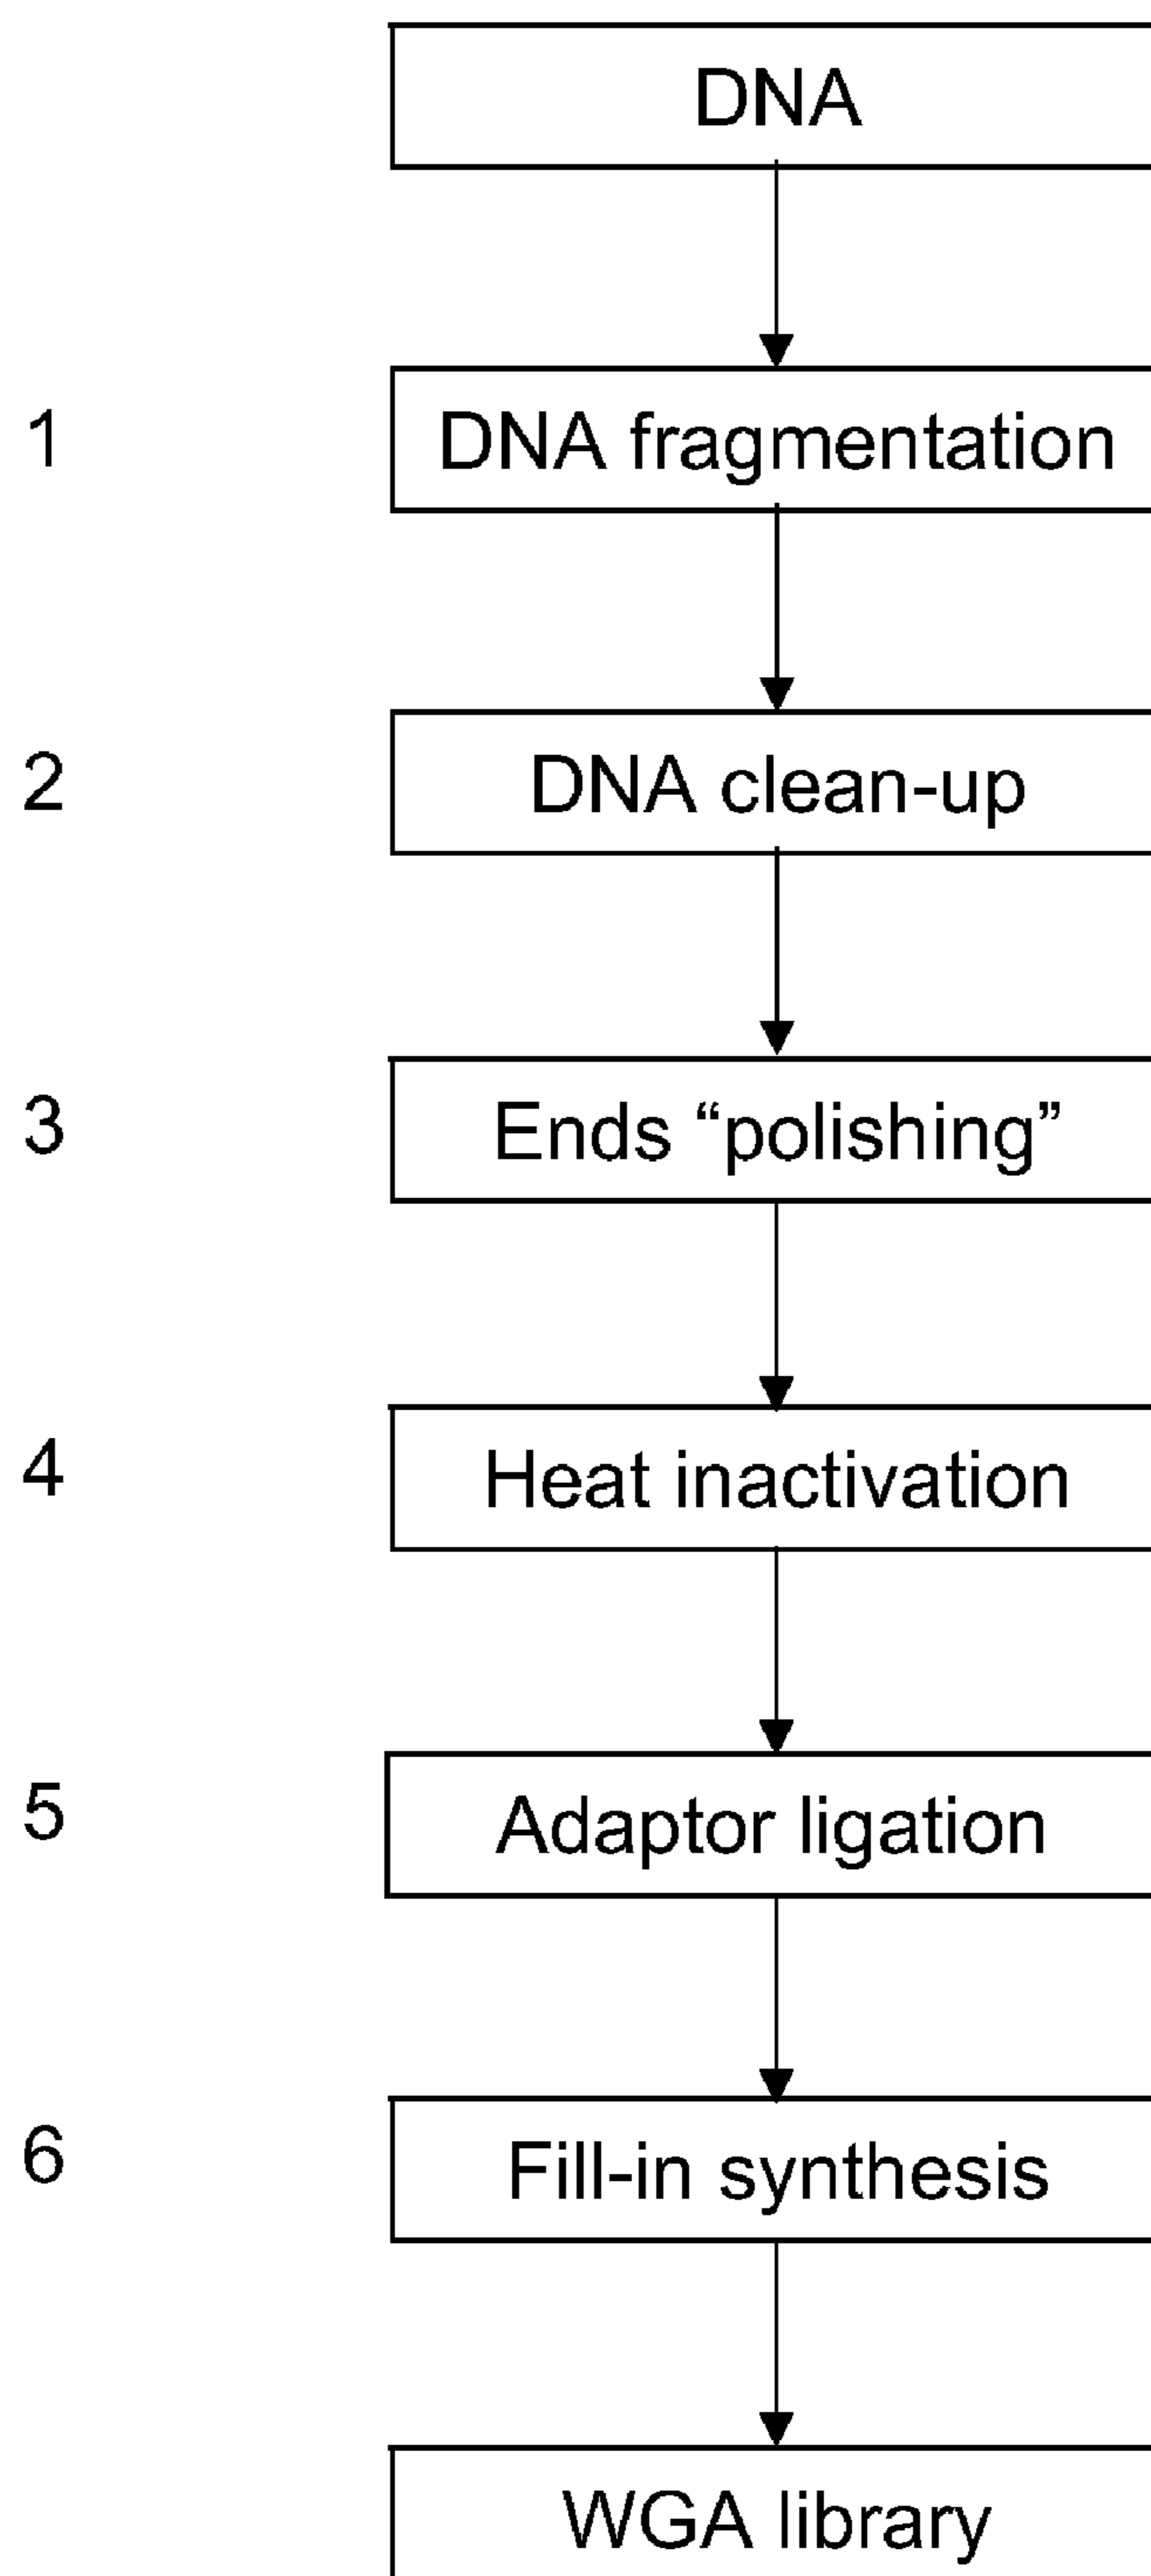 DNA
1 DNA fragmentation
2 DNA clean-up
3 Ends “polishing”
4 Heat inactivation
5 Adaptor ligation
6 Fill-in synthesis
WGA library